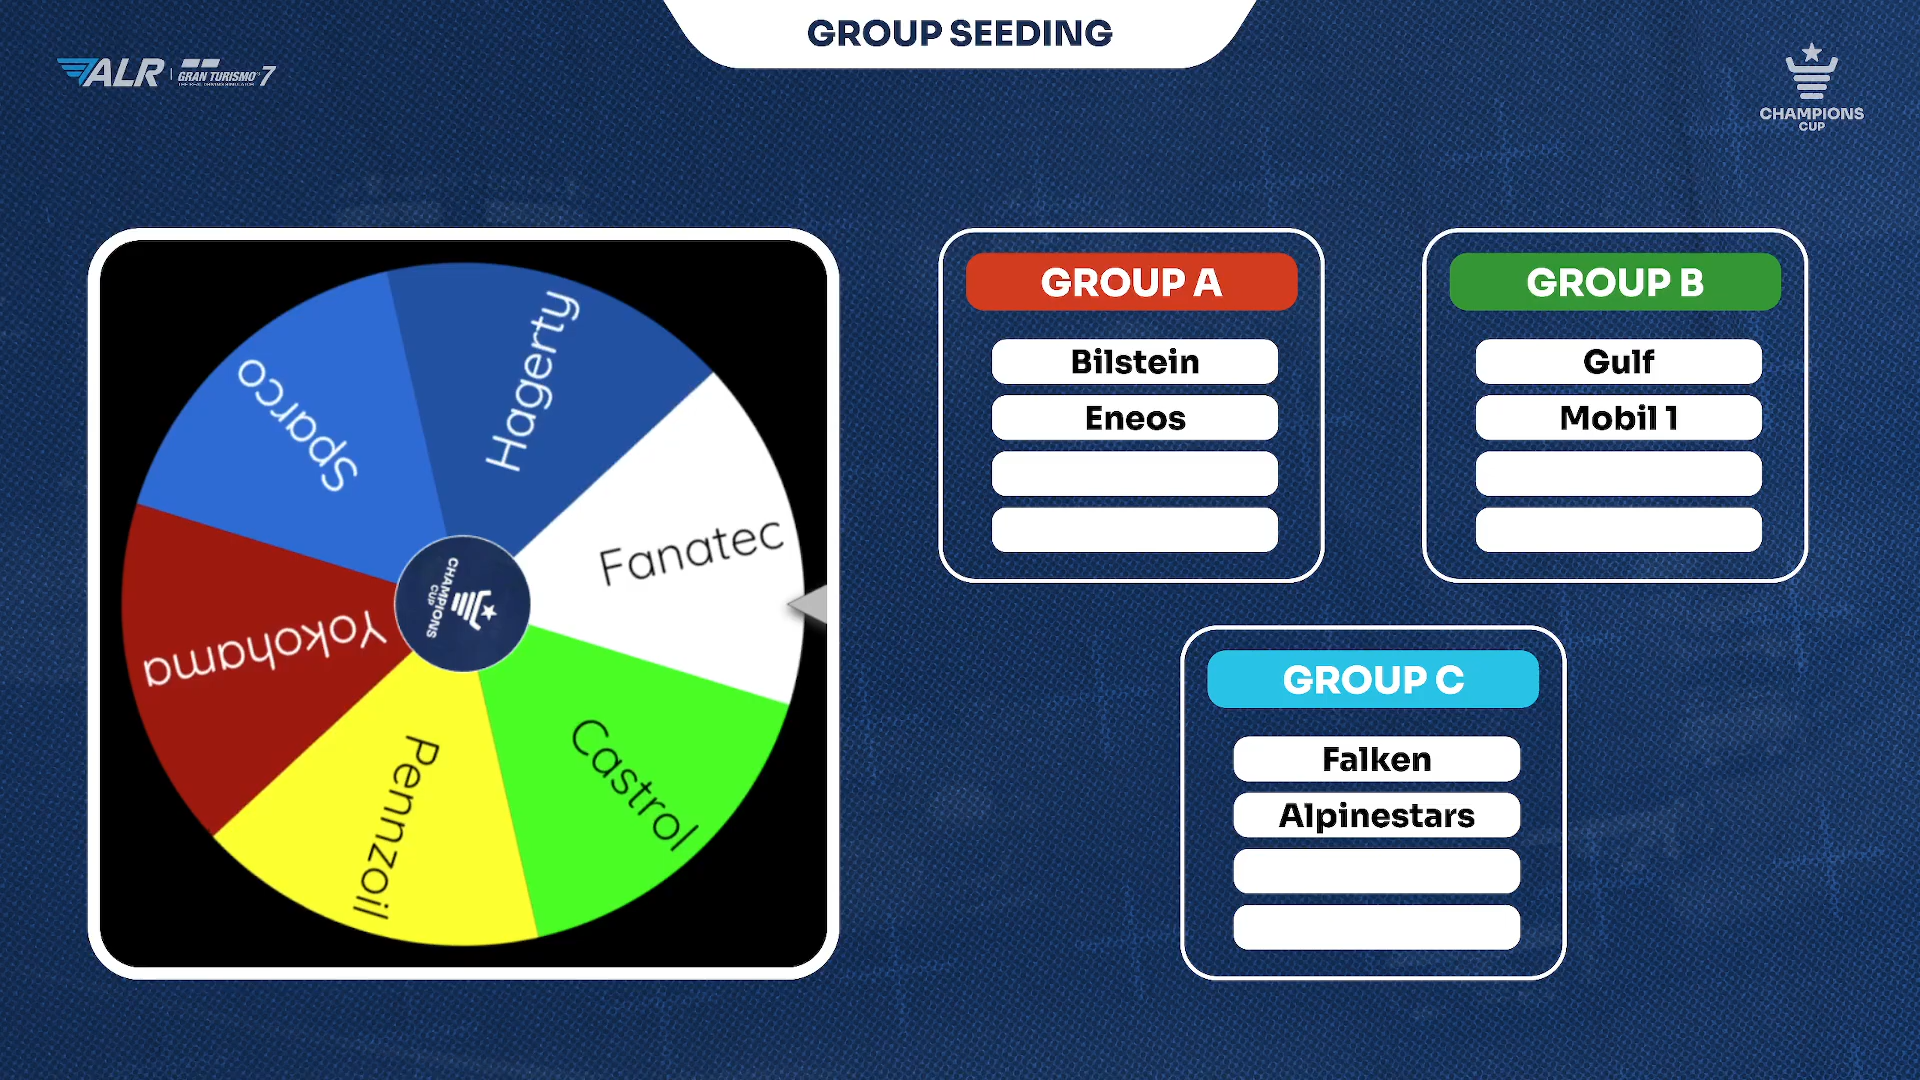 GROUP SEEDING
ALR
GRAN TURISMO 7
CHAMPIONS
CUP
Hagerty
Sparco
Fanatec
Yokohama
Castrol
Pennzoil
CHAMPIONS
CUP
GROUP A
Bilstein
Eneos
GROUP B
Gulf
Mobil 1
GROUP C
Falken
Alpinestars